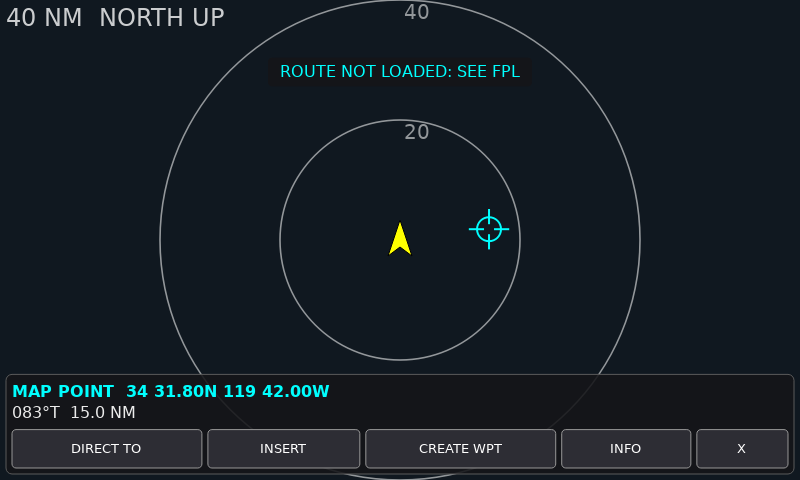 40 NM  NORTH UP
40
ROUTE NOT LOADED: SEE FPL
20
MAP POINT  34 31.80N 119 42.00W
083°T  15.0 NM
DIRECT TO
INSERT
CREATE WPT
INFO
X